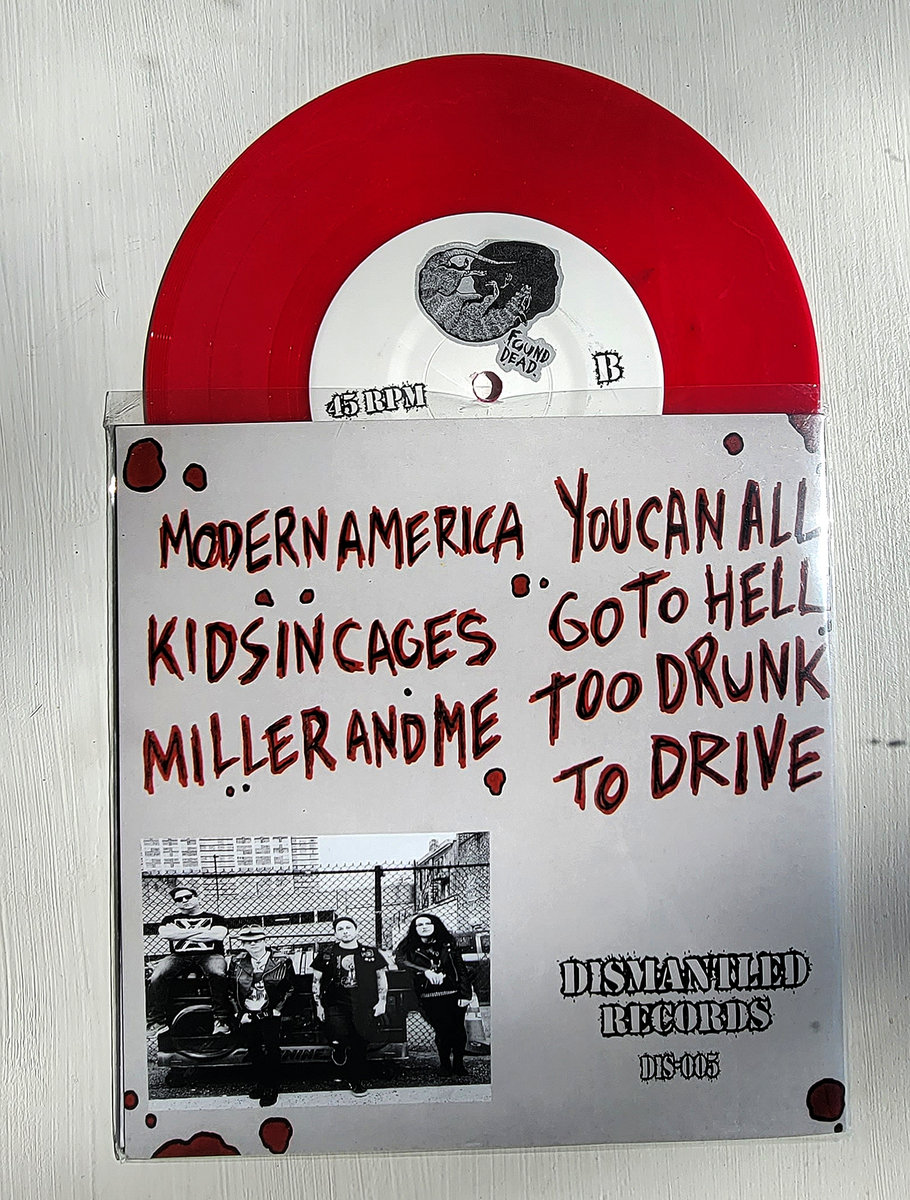 FOUND
DEAD.
45 RPM
B
MODERN AMERICA
KIDS IN CAGES
MILLER AND ME
YOU CAN ALL
GO TO HELL
TOO DRUNK
TO DRIVE
NINE
DISMANTLED
RECORDS
DIS-005